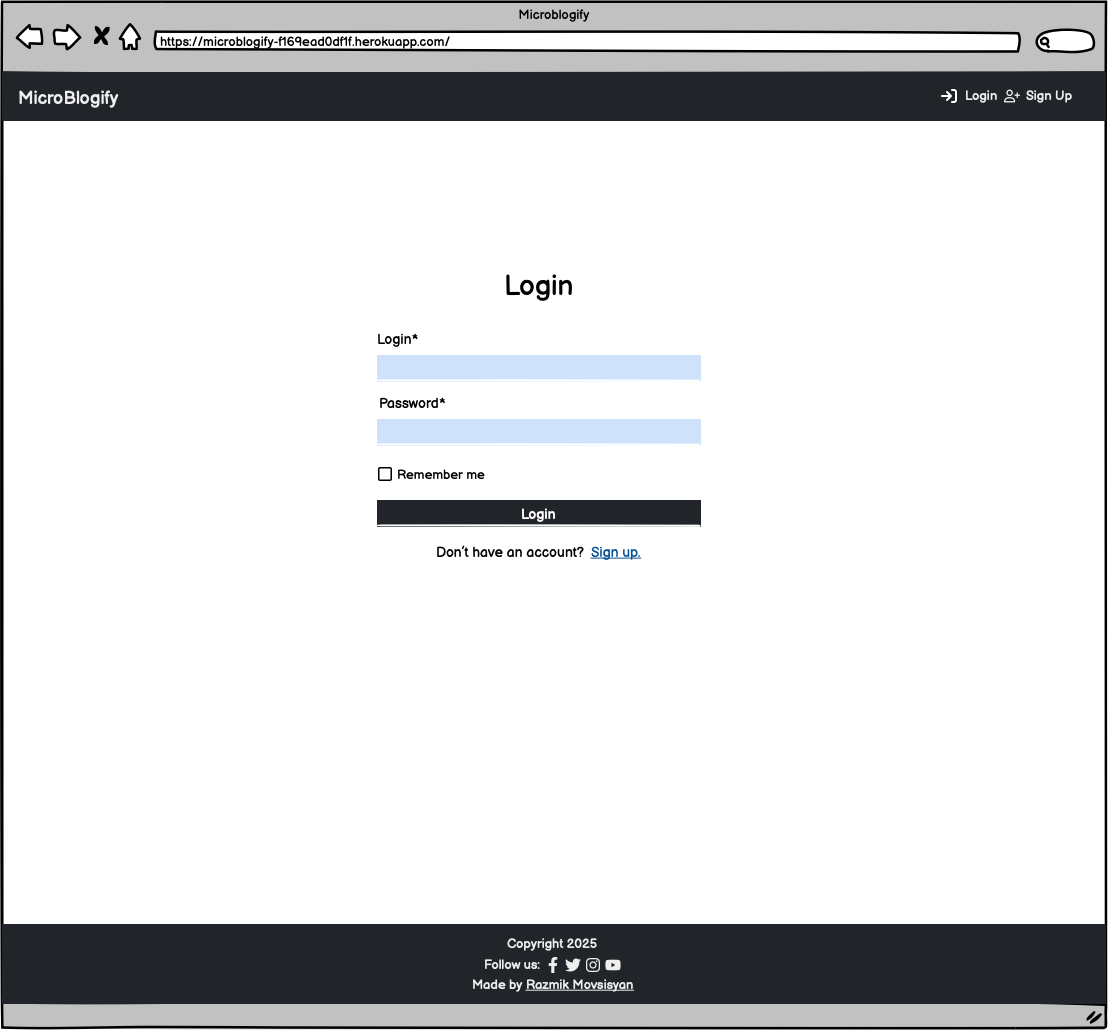 Microblogify
https://microblogify-f169ead0df1f.herokuapp.com/
MicroBlogify
Login Sign Up
Login
Login*
Password*
Remember me
Login
Don't have an account? Sign up.
Copyright 2025
Follow us:
Made by Razmik Movsisyan